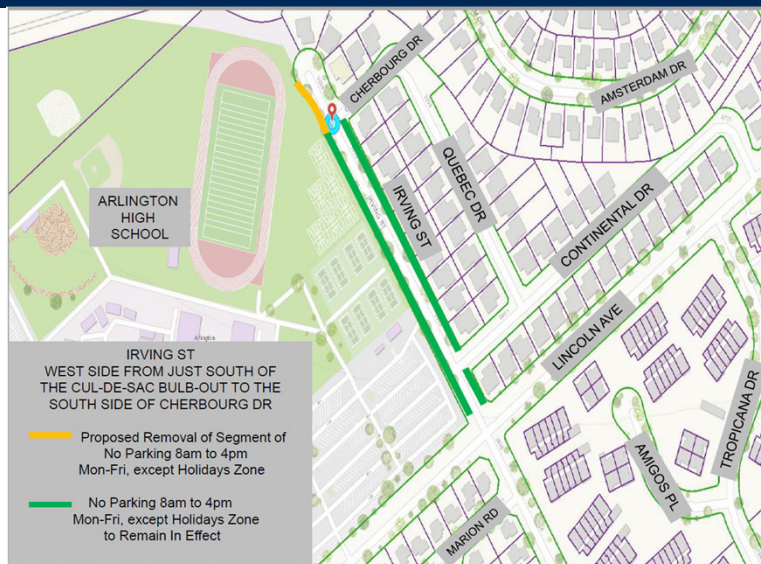 CHERBOURG DR
AMSTERDAM DR
QUEBEC DR
ARLINGTON
HIGH
SCHOOL
IRVING ST
IRVING ST
CONTINENTAL DR
LINCOLN AVE
TROPICANA DR
AMIGOS PL
MARION RD
Arlington
IRVING ST
WEST SIDE FROM JUST SOUTH OF
THE CUL-DE-SAC BULB-OUT TO THE
SOUTH SIDE OF CHERBOURG DR
Proposed Removal of Segment of
No Parking 8am to 4pm
Mon-Fri, except Holidays Zone
No Parking 8am to 4pm
Mon-Fri, except Holidays Zone
to Remain In Effect